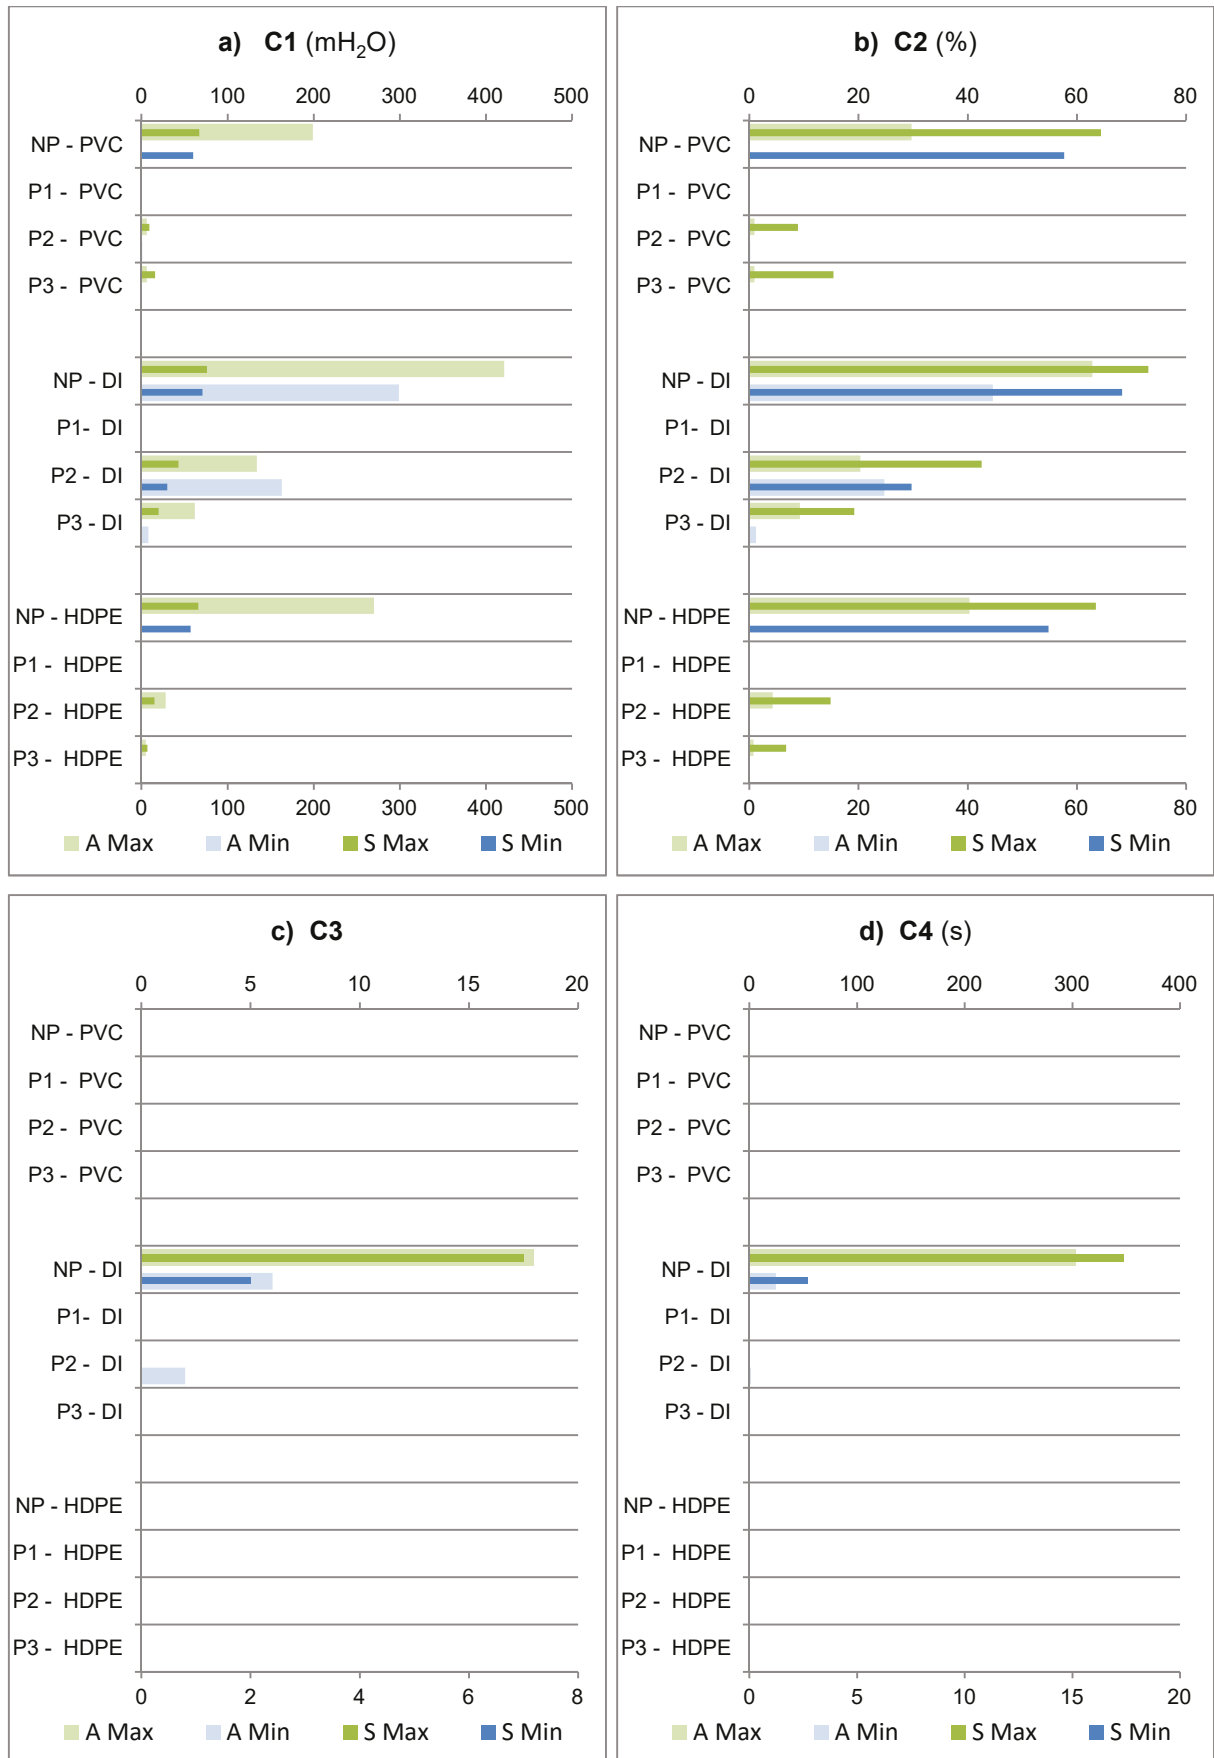 a) C1 (mH₂O)
0 100 200 300 400 500
NP - PVC
P1 - PVC
P2 - PVC
P3 - PVC
NP - DI
P1- DI
P2 - DI
P3 - DI
NP - HDPE
P1 - HDPE
P2 - HDPE
P3 - HDPE
0 100 200 300 400 500
A Max A Min S Max S Min
b) C2 (%)
0 20 40 60 80
NP - PVC
P1 - PVC
P2 - PVC
P3 - PVC
NP - DI
P1- DI
P2 - DI
P3 - DI
NP - HDPE
P1 - HDPE
P2 - HDPE
P3 - HDPE
0 20 40 60 80
A Max A Min S Max S Min
c) C3
0 5 10 15 20
NP - PVC
P1 - PVC
P2 - PVC
P3 - PVC
NP - DI
P1- DI
P2 - DI
P3 - DI
NP - HDPE
P1 - HDPE
P2 - HDPE
P3 - HDPE
0 2 4 6 8
A Max A Min S Max S Min
d) C4 (s)
0 100 200 300 400
NP - PVC
P1 - PVC
P2 - PVC
P3 - PVC
NP - DI
P1- DI
P2 - DI
P3 - DI
NP - HDPE
P1 - HDPE
P2 - HDPE
P3 - HDPE
0 5 10 15 20
A Max A Min S Max S Min